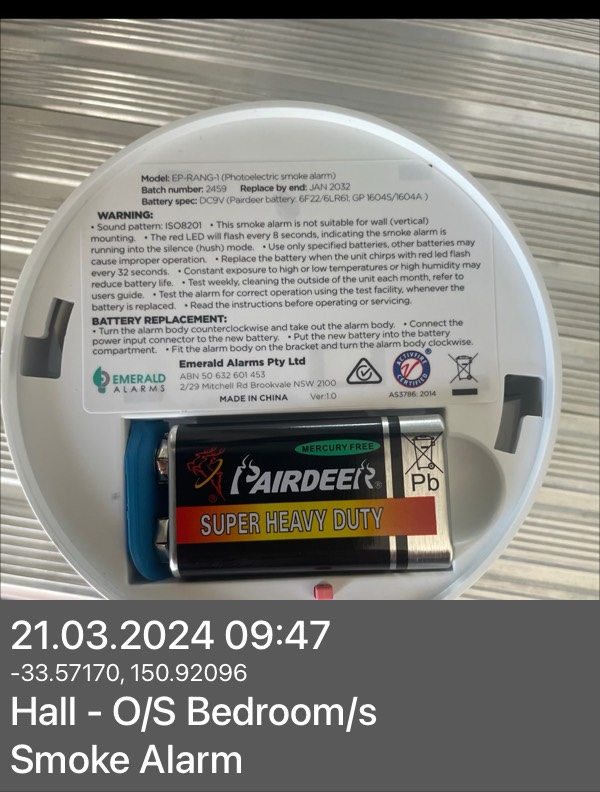 Model: EP-RANG-1 (Photoelectric smoke alarm)
Batch number: 2459 Replace by end: JAN 2032
Battery spec: DC9V (Pairdeer battery: 6F22/6LR61; GP 1604S/1604A )
WARNING:
• Sound pattern: ISO8201 • This smoke alarm is not suitable for wall (vertical)
mounting. • The red LED will flash every 8 seconds, indicating the smoke alarm is
running into the silence (hush) mode. • Use only specified batteries, other batteries may
cause improper operation. • Replace the battery when the unit chirps with red led flash
every 32 seconds. • Constant exposure to high or low temperatures or high humidity may
reduce battery life. • Test weekly, cleaning the outside of the unit each month, refer to
users guide. • Test the alarm for correct operation using the test facility, whenever the
battery is replaced. • Read the instructions before operating or servicing.
BATTERY REPLACEMENT:
• Turn the alarm body counterclockwise and take out the alarm body. • Connect the
power input connector to the new battery. • Put the new battery into the battery
compartment. • Fit the alarm body on the bracket and turn the alarm body clockwise.
EMERALD
ALARMS
Emerald Alarms Pty Ltd
ABN 50 632 601 453
2/29 Mitchell Rd Brookvale NSW 2100
MADE IN CHINA Ver:1.0
ACTIVFIRE
CERTIFIED
®
AS3786: 2014
MERCURY FREE
PAIRDEER®
SUPER HEAVY DUTY
Pb
21.03.2024 09:47
-33.57170, 150.92096
Hall - O/S Bedroom/s
Smoke Alarm